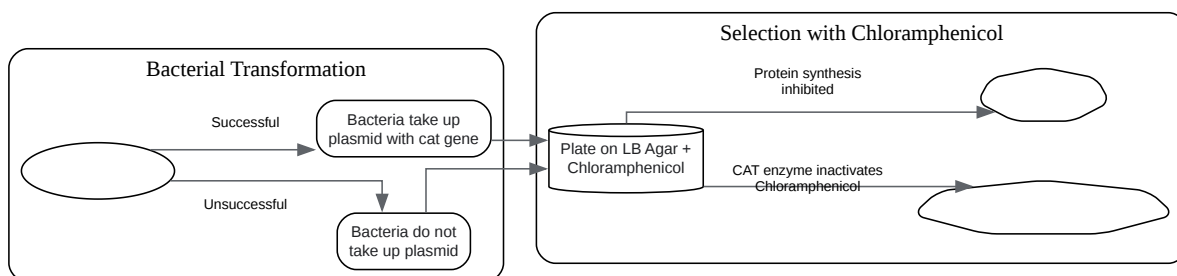 Bacterial Transformation
Successful
Unsuccessful
Bacteria take up
plasmid with cat gene
Bacteria do not
take up plasmid
Selection with Chloramphenicol
Plate on LB Agar +
Chloramphenicol
Protein synthesis
inhibited
CAT enzyme inactivates
Chloramphenicol